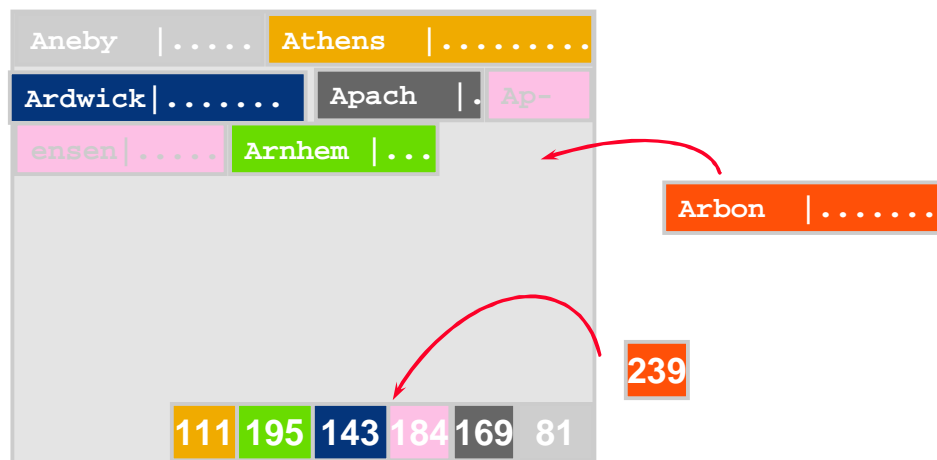 Aneby |..... Athens |.........
Ardwick|....... Apach |. Ap-
ensen|..... Arnhem |...
Arbon |.......
239
111 195 143 184 169 81